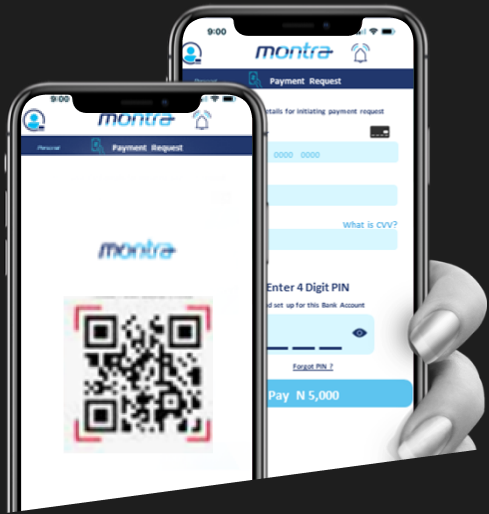 9:00
montra
Personal
Payment Request
montra
9:00
montra
Personal
Payment Request
etails for initiating payment request
0000 0000
What is CVV?
Enter 4 Digit PIN
d set up for this Bank Account
Forgot PIN ?
Pay N 5,000